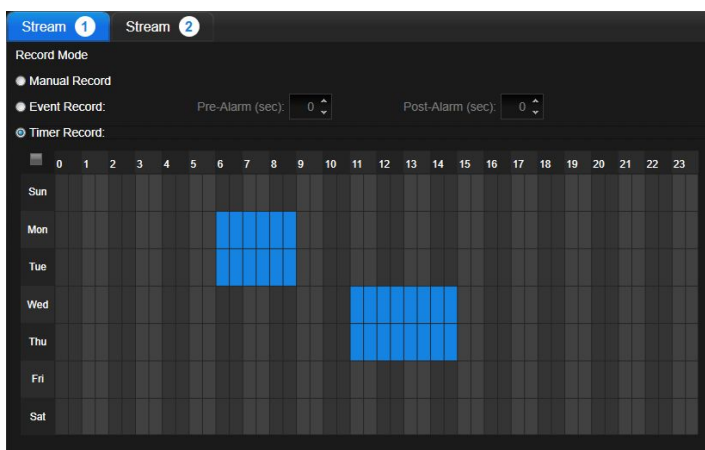 Stream 1 Stream 2
Record Mode
Manual Record
Event Record: Pre-Alarm (sec): 0 Post-Alarm (sec): 0
Timer Record:
0 1 2 3 4 5 6 7 8 9 10 11 12 13 14 15 16 17 18 19 20 21 22 23
Sun
Mon
Tue
Wed
Thu
Fri
Sat